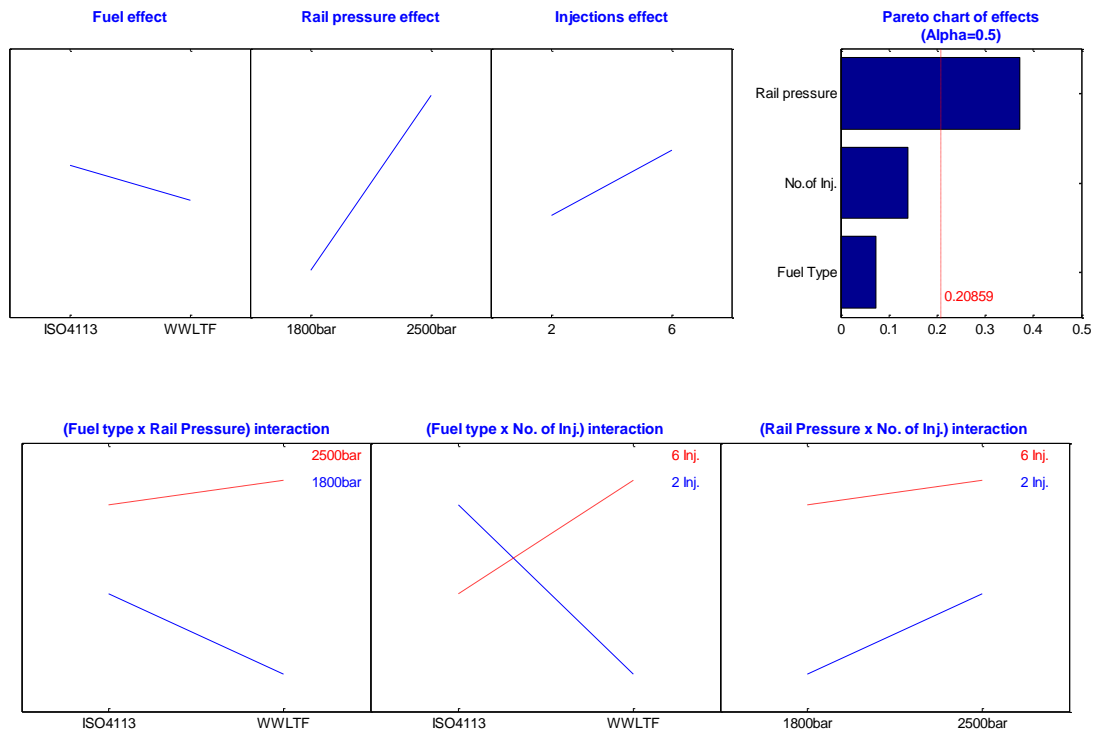 Fuel effect
Rail pressure effect
Injections effect
Pareto chart of effects
(Alpha=0.5)
Rail pressure
No.of Inj.
Fuel Type
0.20859
ISO4113
WWLTF
1800bar
2500bar
2
6
0
0.1
0.2
0.3
0.4
0.5
(Fuel type x Rail Pressure) interaction
(Fuel type x No. of Inj.) interaction
(Rail Pressure x No. of Inj.) interaction
2500bar
1800bar
6 Inj.
2 Inj.
6 Inj.
2 Inj.
ISO4113
WWLTF
ISO4113
WWLTF
1800bar
2500bar